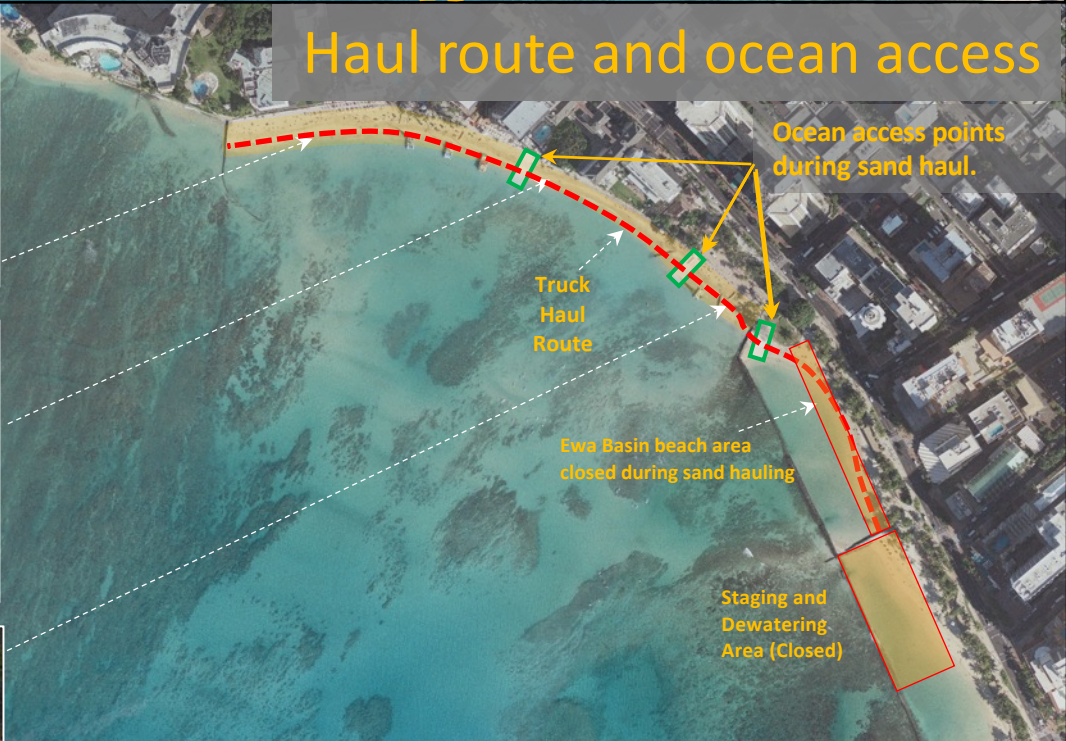 Haul route and ocean access
Ocean access points
during sand haul.
Truck
Haul
Route
Ewa Basin beach area
closed during sand hauling
Staging and
Dewatering
Area (Closed)